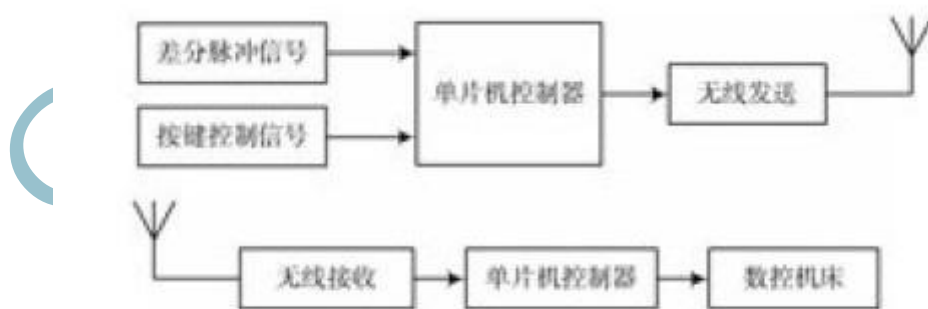 差分脉冲信号
单片机控制器
无线发送
按键控制信号
无线接收
单片机控制器
数控机床